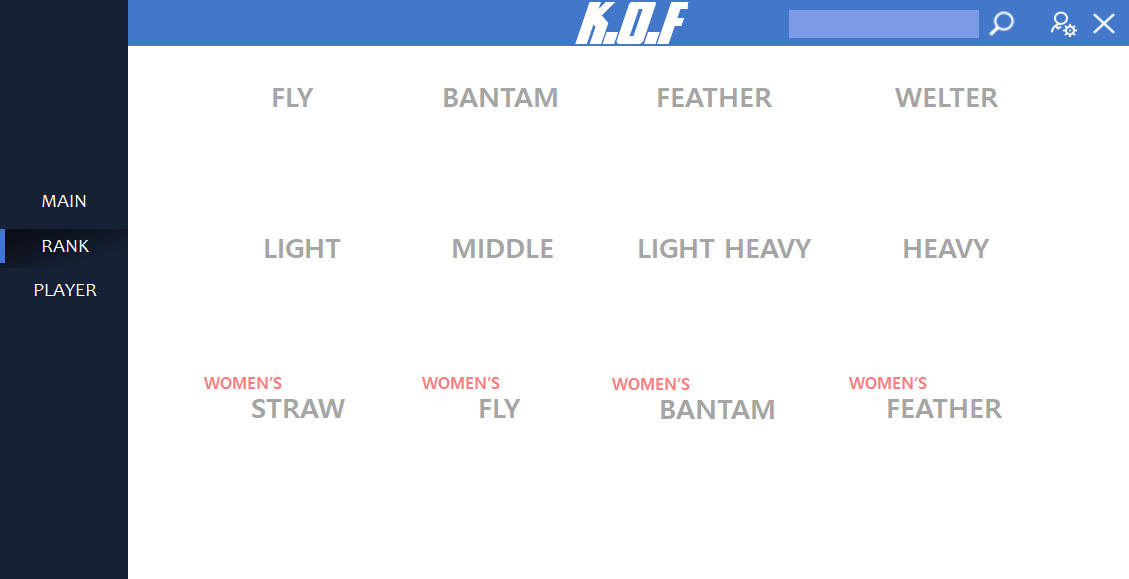 K.O.F
MAIN
RANK
PLAYER
FLY
BANTAM
FEATHER
WELTER
LIGHT
MIDDLE
LIGHT HEAVY
HEAVY
WOMEN'S
STRAW
WOMEN'S
FLY
WOMEN'S
BANTAM
WOMEN'S
FEATHER